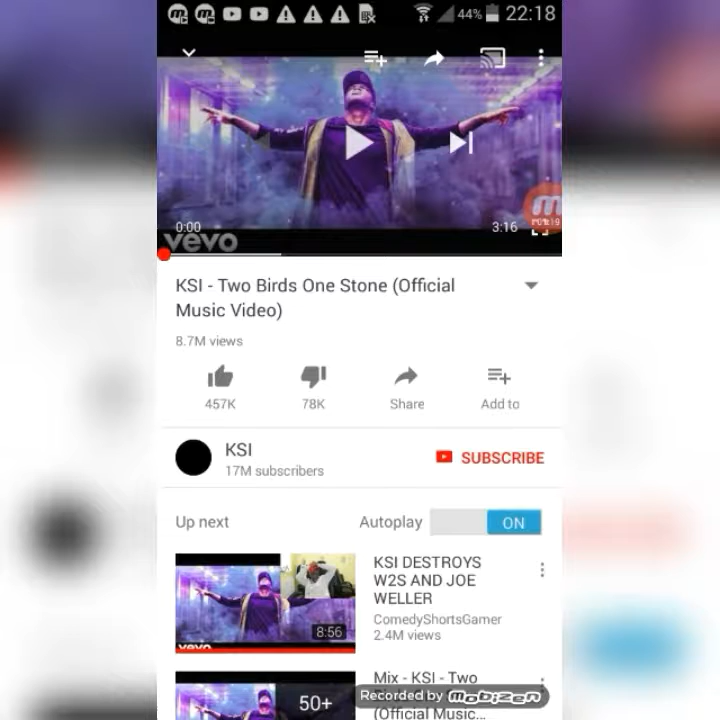 44% 22:18
0:00
3:16
vevo
KSI - Two Birds One Stone (Official
Music Video)
8.7M views
457K
78K
Share
Add to
KSI
17M subscribers
SUBSCRIBE
Up next
Autoplay
ON
KSI DESTROYS
W2S AND JOE
WELLER
ComedyShortsGamer
2.4M views
8:56
vevo
Mix - KSI - Two
50+
Recorded by Mobizen
(Official Music...